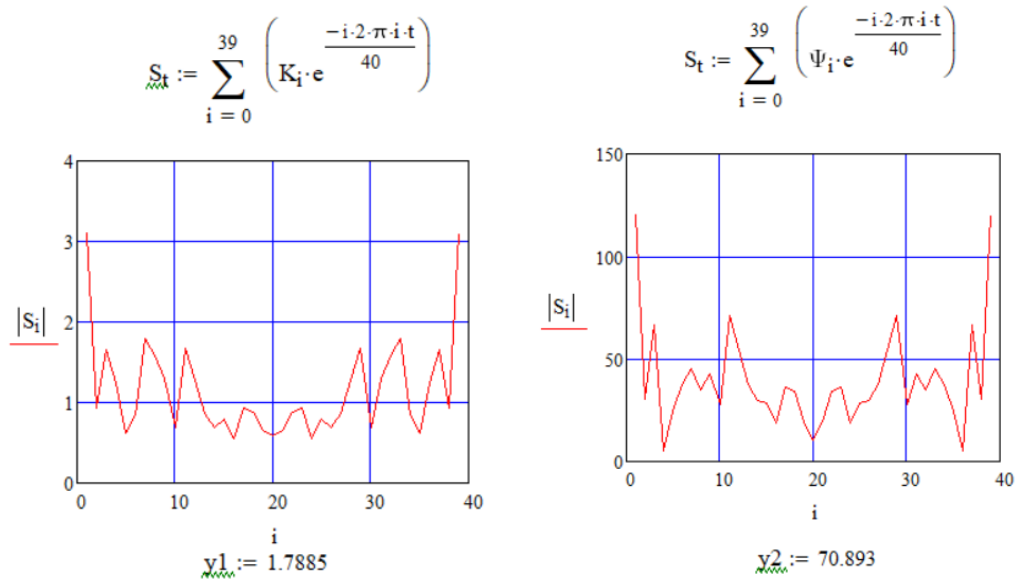 39
S_t := ∑ (K_i·e^(-i·2·π·i·t / 40))
i = 0
4
3
2
1
0
|S_i|
0 10 20 30 40
i
y1 := 1.7885
39
S_t := ∑ (Ψ_i·e^(-i·2·π·i·t / 40))
i = 0
150
100
50
0
|S_i|
0 10 20 30 40
i
y2 := 70.893